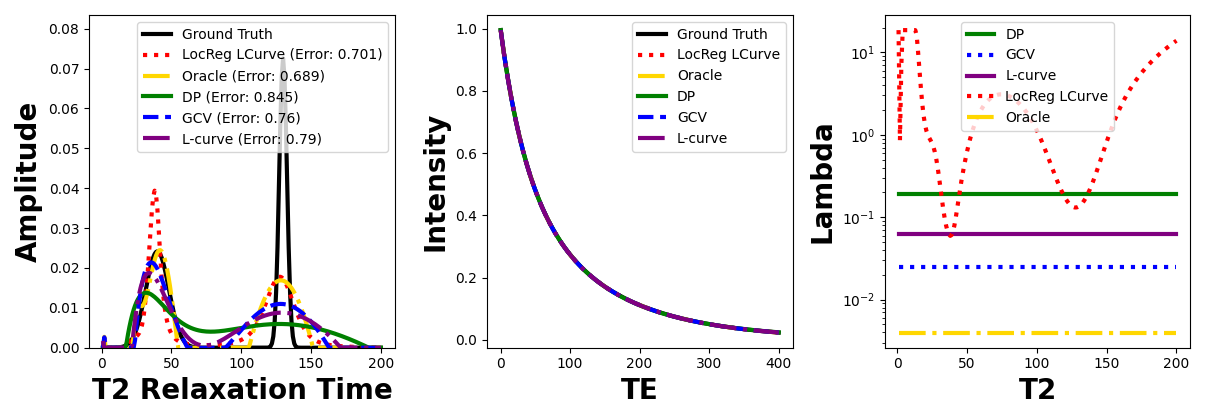 Amplitude
0.08
0.07
0.06
0.05
0.04
0.03
0.02
0.01
0.00
Ground Truth
LocReg LCurve (Error: 0.701)
Oracle (Error: 0.689)
DP (Error: 0.845)
GCV (Error: 0.76)
L-curve (Error: 0.79)
0 50 100 150 200
T2 Relaxation Time
Intensity
1.0
0.8
0.6
0.4
0.2
0.0
Ground Truth
LocReg LCurve
Oracle
DP
GCV
L-curve
0 100 200 300 400
TE
Lambda
10¹
10⁰
10⁻¹
10⁻²
DP
GCV
L-curve
LocReg LCurve
Oracle
0 50 100 150 200
T2